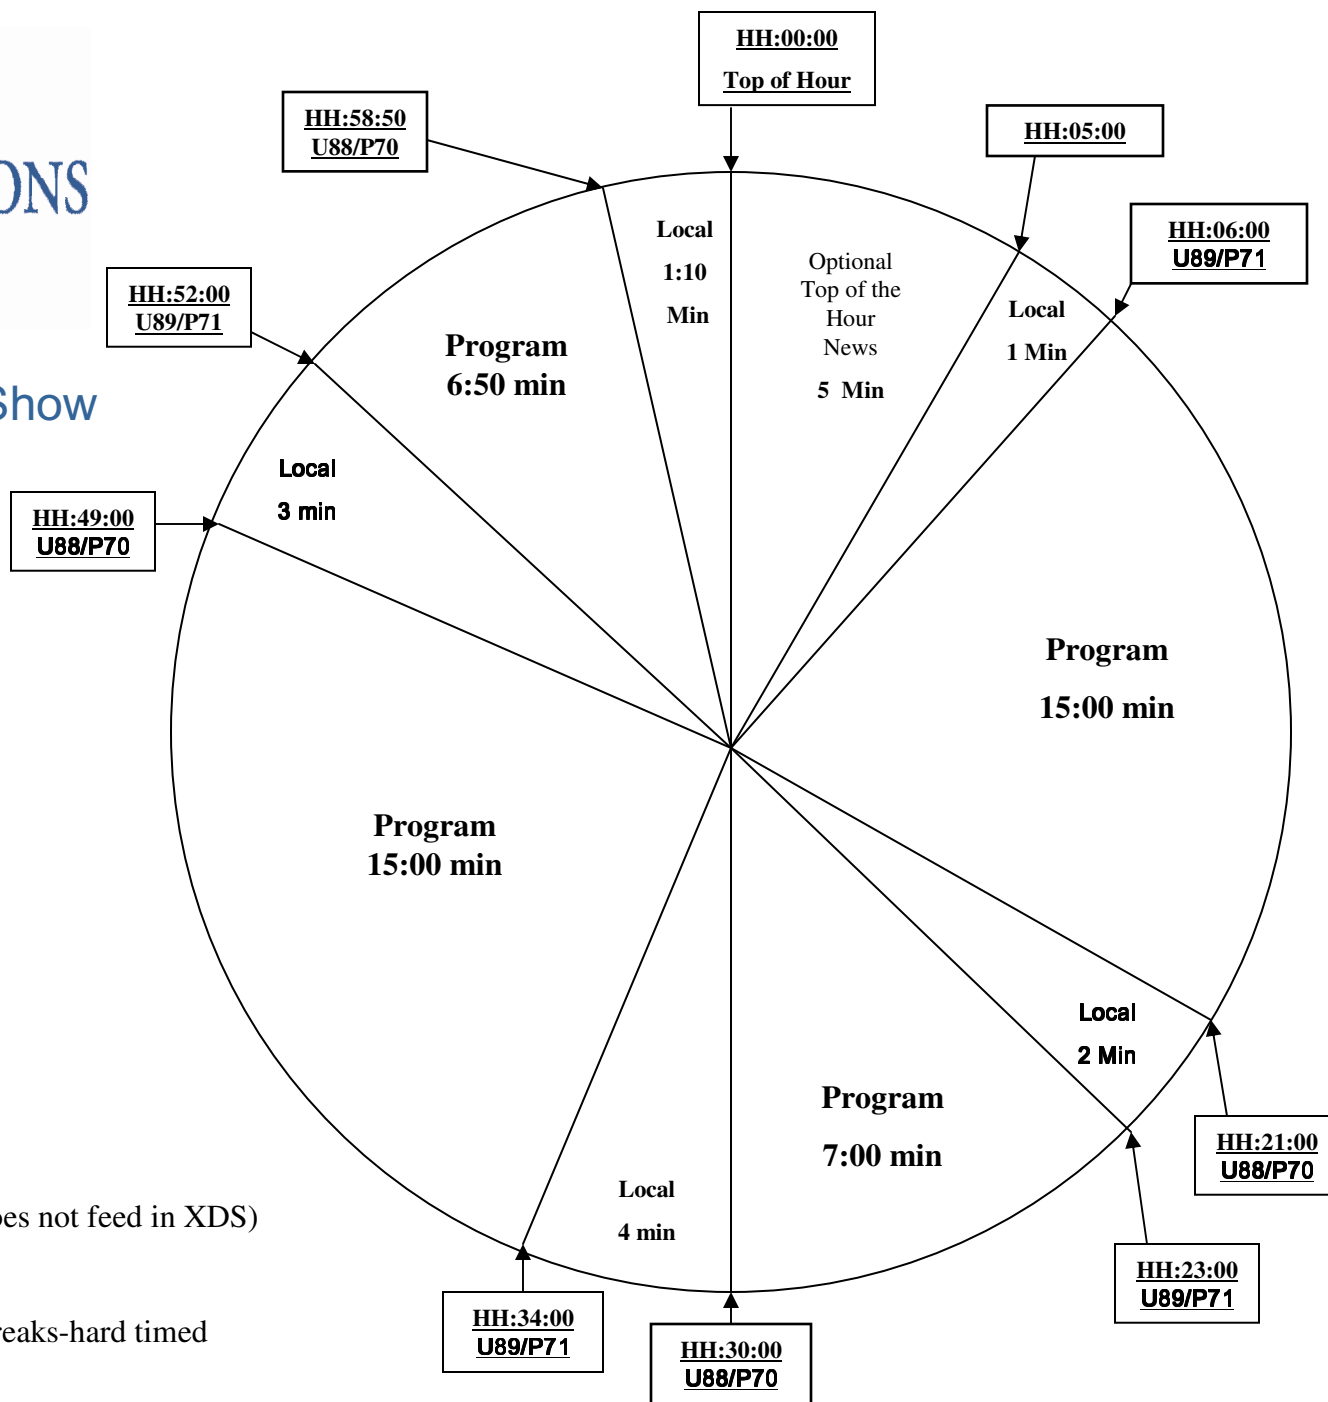 HH:00:00
Top of Hour
HH:58:50
U88/P70
HH:05:00
HH:06:00
U89/P71
ONS
HH:52:00
U89/P71
Show
HH:49:00
U88/P70
Local
1:10
Min
Optional
Top of the
Hour
News
5 Min
Local
1 Min
Program
6:50 min
Local
3 min
Program
15:00 min
Program
15:00 min
Local
2 Min
Program
7:00 min
Local
4 min
HH:21:00
U88/P70
HH:23:00
U89/P71
HH:34:00
U89/P71
HH:30:00
U88/P70
oes not feed in XDS)
reaks-hard timed